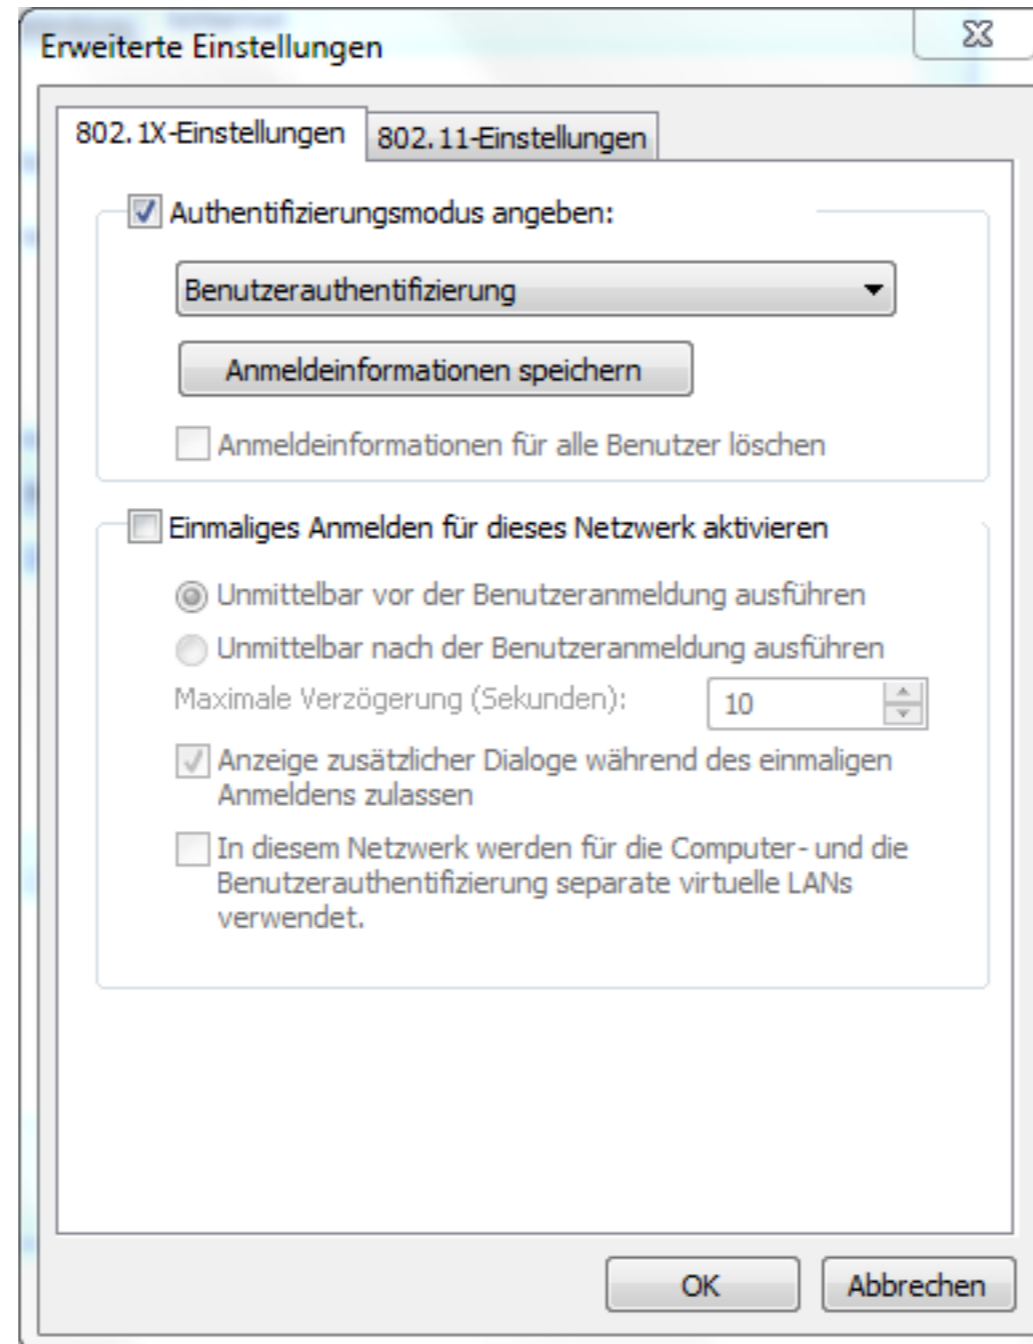 Erweiterte Einstellungen
802.1X-Einstellungen
802.11-Einstellungen
Authentifizierungsmodus angeben:
Benutzerauthentifizierung
Anmeldeinformationen speichern
Anmeldeinformationen für alle Benutzer löschen
Einmaliges Anmelden für dieses Netzwerk aktivieren
Unmittelbar vor der Benutzeranmeldung ausführen
Unmittelbar nach der Benutzeranmeldung ausführen
Maximale Verzögerung (Sekunden):
10
Anzeige zusätzlicher Dialoge während des einmaligen
Anmeldens zulassen
In diesem Netzwerk werden für die Computer- und die
Benutzerauthentifizierung separate virtuelle LANs
verwendet.
OK
Abbrechen